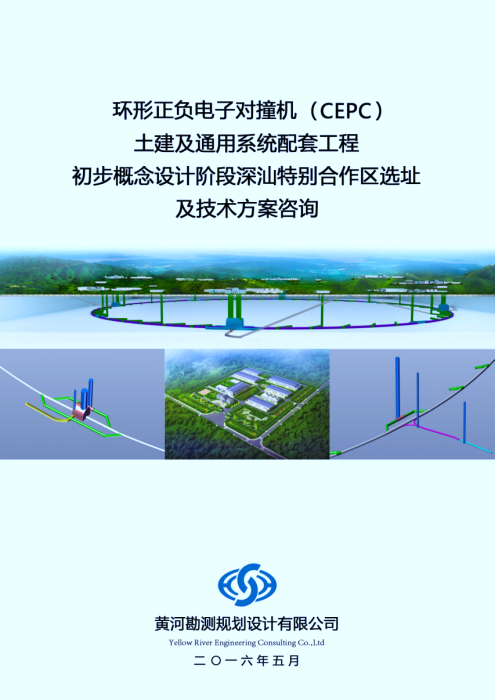 环形正负电子对撞机（CEPC）
土建及通用系统配套工程
初步概念设计阶段深汕特别合作区选址
及技术方案咨询
黄河勘测规划设计有限公司
Yellow River Engineering Consulting Co.,Ltd
二〇一六年五月